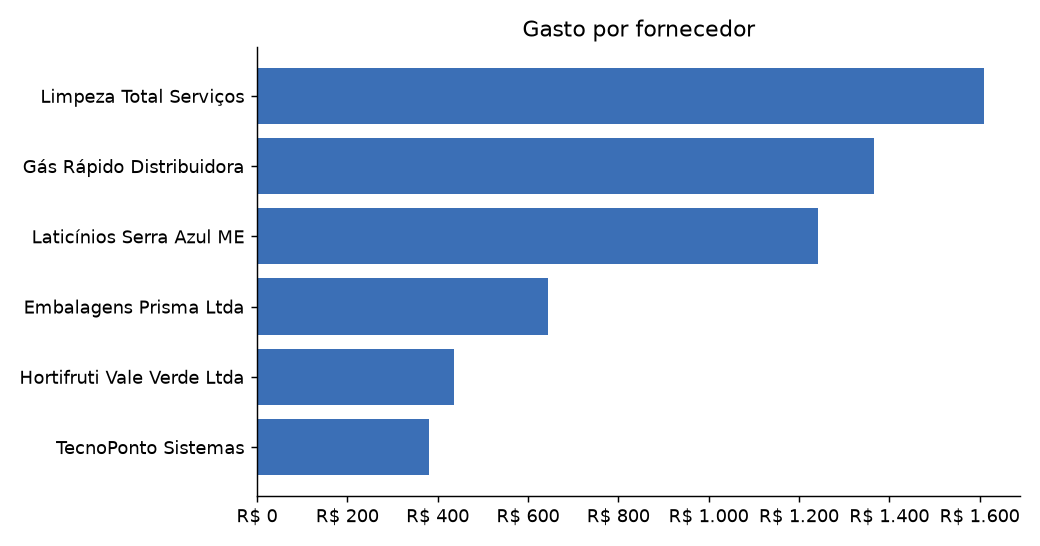 Gasto por fornecedor
Limpeza Total Serviços
Gás Rápido Distribuidora
Laticínios Serra Azul ME
Embalagens Prisma Ltda
Hortifruti Vale Verde Ltda
TecnoPonto Sistemas
R$ 0 R$ 200 R$ 400 R$ 600 R$ 800 R$ 1.000 R$ 1.200 R$ 1.400 R$ 1.600